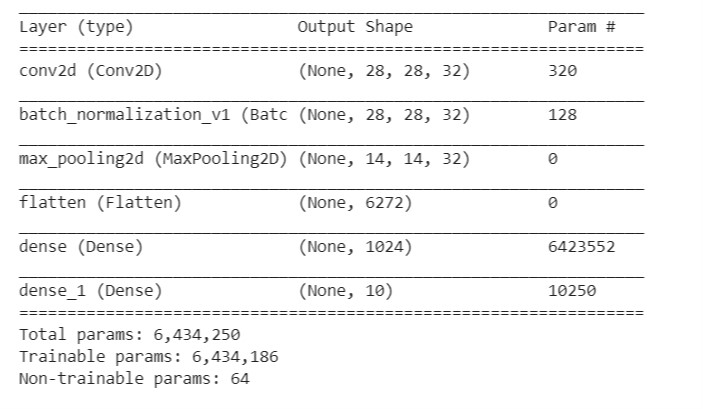 Layer (type) Output Shape Param #
=================================================================
conv2d (Conv2D) (None, 28, 28, 32) 320
batch_normalization_v1 (Batc (None, 28, 28, 32) 128
max_pooling2d (MaxPooling2D) (None, 14, 14, 32) 0
flatten (Flatten) (None, 6272) 0
dense (Dense) (None, 1024) 6423552
dense_1 (Dense) (None, 10) 10250
=================================================================
Total params: 6,434,250
Trainable params: 6,434,186
Non-trainable params: 64